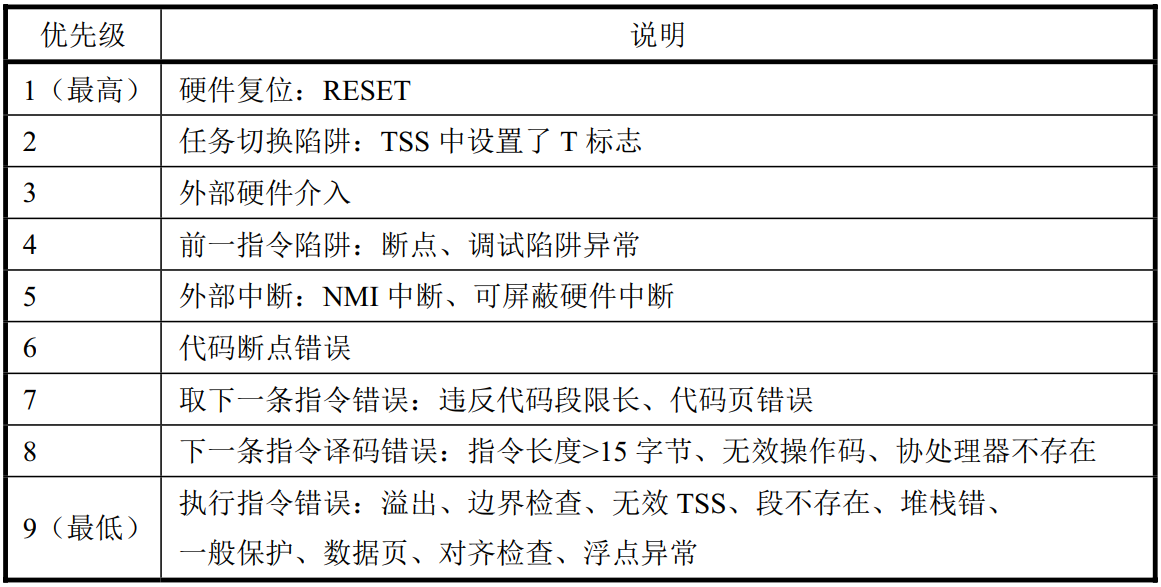 优先级 说明
1（最高） 硬件复位：RESET
2 任务切换陷阱：TSS 中设置了 T 标志
3 外部硬件介入
4 前一指令陷阱：断点、调试陷阱异常
5 外部中断：NMI 中断、可屏蔽硬件中断
6 代码断点错误
7 取下一条指令错误：违反代码段限长、代码页错误
8 下一条指令译码错误：指令长度>15 字节、无效操作码、协处理器不存在
9（最低） 执行指令错误：溢出、边界检查、无效 TSS、段不存在、堆栈错、
一般保护、数据页、对齐检查、浮点异常